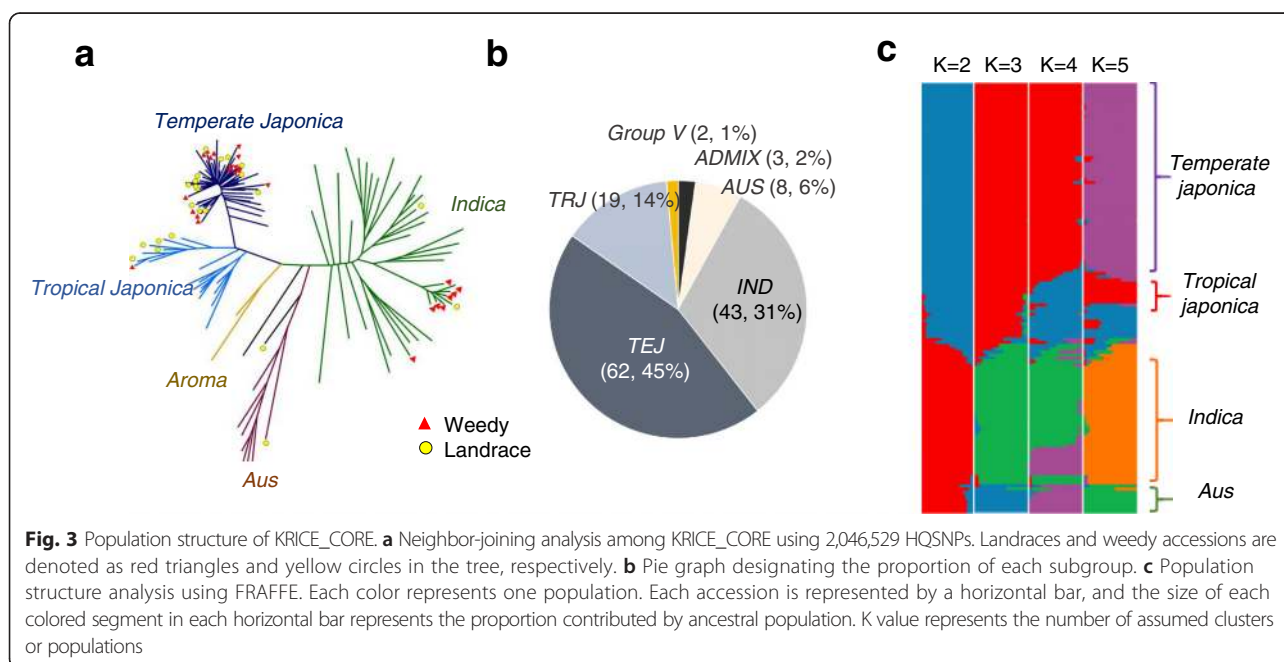 a
Temperate Japonica
Indica
Tropical Japonica
Aroma
Aus
Weedy
Landrace
b
Group V (2, 1%)
ADMIX (3, 2%)
AUS (8, 6%)
TRJ (19, 14%)
IND
(43, 31%)
TEJ
(62, 45%)
c
K=2 K=3 K=4 K=5
Temperate
japonica
Tropical
japonica
Indica
Aus
Fig. 3 Population structure of KRICE_CORE. a Neighbor-joining analysis among KRICE_CORE using 2,046,529 HQSNPs. Landraces and weedy accessions are
denoted as red triangles and yellow circles in the tree, respectively. b Pie graph designating the proportion of each subgroup. c Population
structure analysis using FRAFFE. Each color represents one population. Each accession is represented by a horizontal bar, and the size of each
colored segment in each horizontal bar represents the proportion contributed by ancestral population. K value represents the number of assumed clusters
or populations